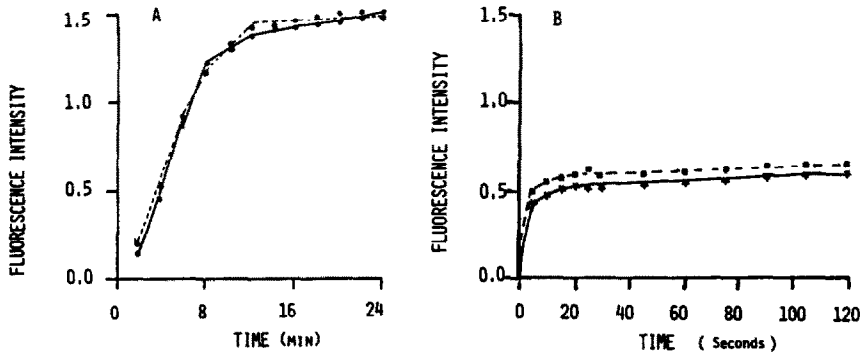 A
FLUORESCENCE INTENSITY
1.5
1.0
0.5
0.0
0 8 16 24
TIME (MIN)
B
FLUORESCENCE INTENSITY
1.5
1.0
0.5
0.0
0 20 40 60 80 100 120
TIME ( Seconds )